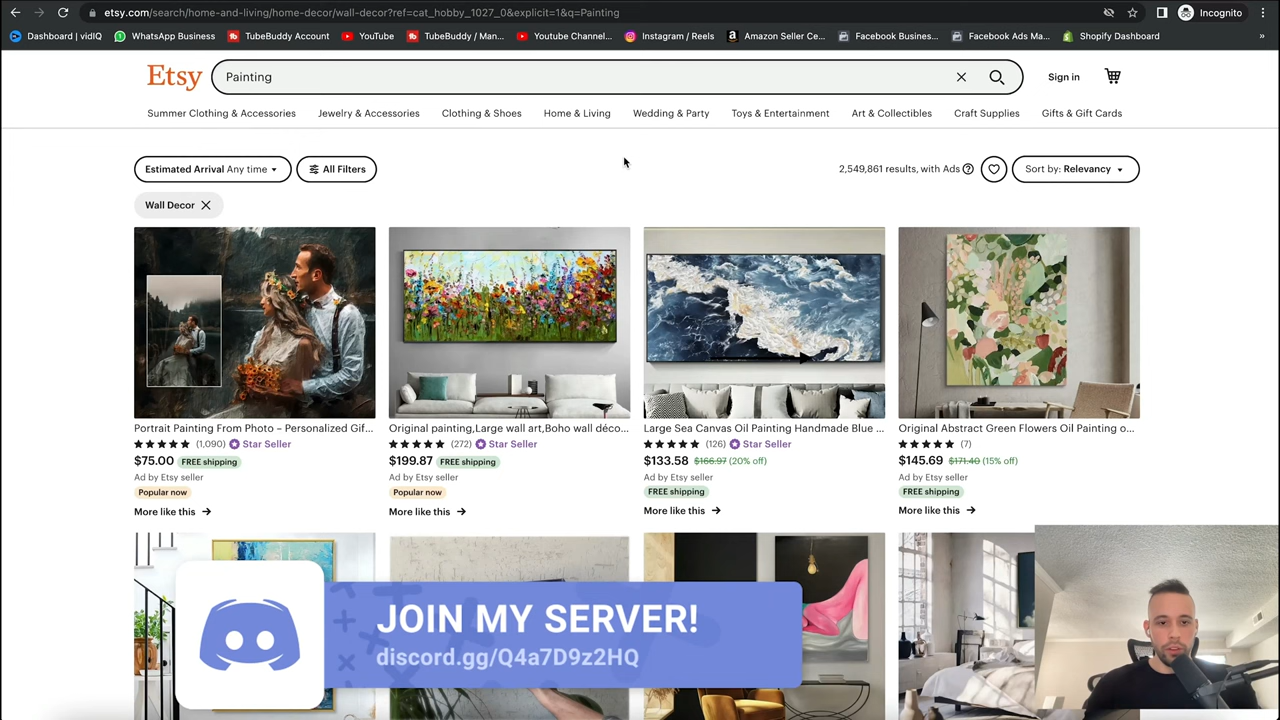 etsy.com/search/home-and-living/home-decor/wall-decor?ref=cat_hobby_1027_0&explicit=1&q=Painting
Incognito
Dashboard | vidIQ
WhatsApp Business
TubeBuddy Account
YouTube
TubeBuddy / Man...
Youtube Channel...
Instagram / Reels
Amazon Seller Ce...
Facebook Busines...
Facebook Ads Ma...
Shopify Dashboard
»
Etsy
Painting
Sign in
Summer Clothing & Accessories
Jewelry & Accessories
Clothing & Shoes
Home & Living
Wedding & Party
Toys & Entertainment
Art & Collectibles
Craft Supplies
Gifts & Gift Cards
Estimated Arrival Any time
All Filters
2,549,861 results, with Ads
Sort by: Relevancy
Wall Decor
Portrait Painting From Photo – Personalized Gif...
(1,090) Star Seller
$75.00 FREE shipping
Ad by Etsy seller
Popular now
More like this
Original painting,Large wall art,Boho wall déco...
(272) Star Seller
$199.87 FREE shipping
Ad by Etsy seller
Popular now
More like this
Large Sea Canvas Oil Painting Handmade Blue ...
(126) Star Seller
$133.58 $166.97 (20% off)
Ad by Etsy seller
FREE shipping
More like this
Original Abstract Green Flowers Oil Painting o...
(7)
$145.69 $171.40 (15% off)
Ad by Etsy seller
FREE shipping
More like this
JOIN MY SERVER!
discord.gg/Q4a7D9z2HQ